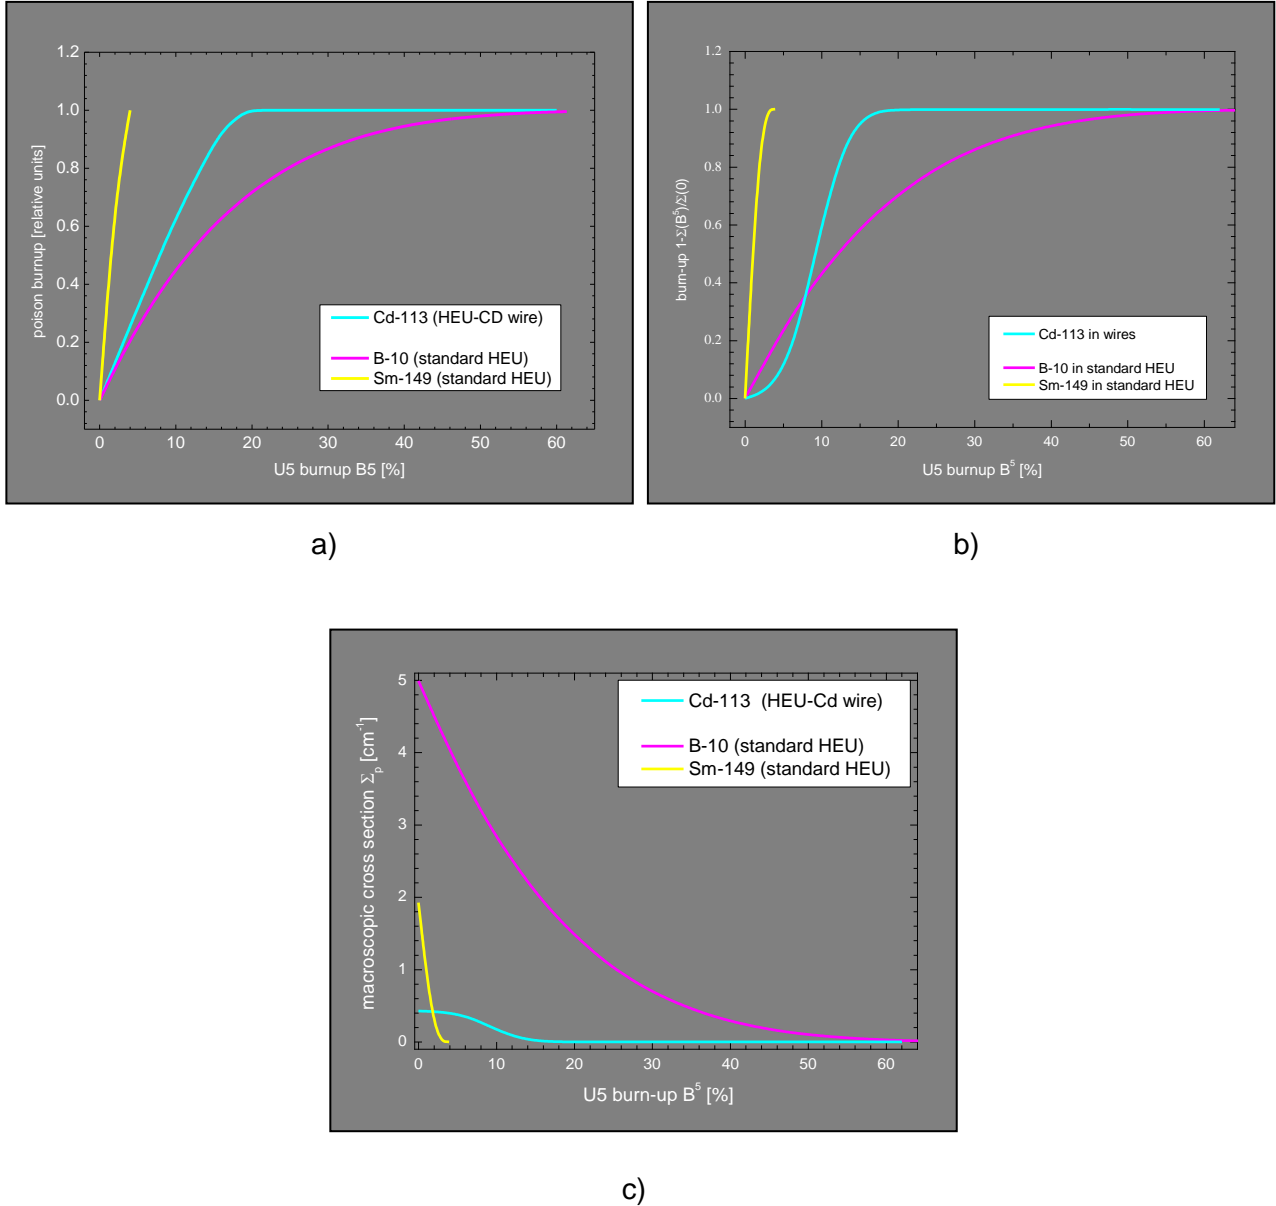 1.2
1.0
0.8
0.6
0.4
0.2
0.0
poison burnup [relative units]
Cd-113 (HEU-CD wire)
B-10 (standard HEU)
Sm-149 (standard HEU)
0 10 20 30 40 50 60
U5 burnup B5 [%]
a)
1.2
1.0
0.8
0.6
0.4
0.2
0.0
burn-up 1-Σ(B⁵)/Σ(0)
Cd-113 in wires
B-10 in standard HEU
Sm-149 in standard HEU
0 10 20 30 40 50 60
U5 burnup B⁵ [%]
b)
5
4
3
2
1
0
macroscopic cross section Σₚ [cm⁻¹]
Cd-113 (HEU-Cd wire)
B-10 (standard HEU)
Sm-149 (standard HEU)
0 10 20 30 40 50 60
U5 burn-up B⁵ [%]
c)